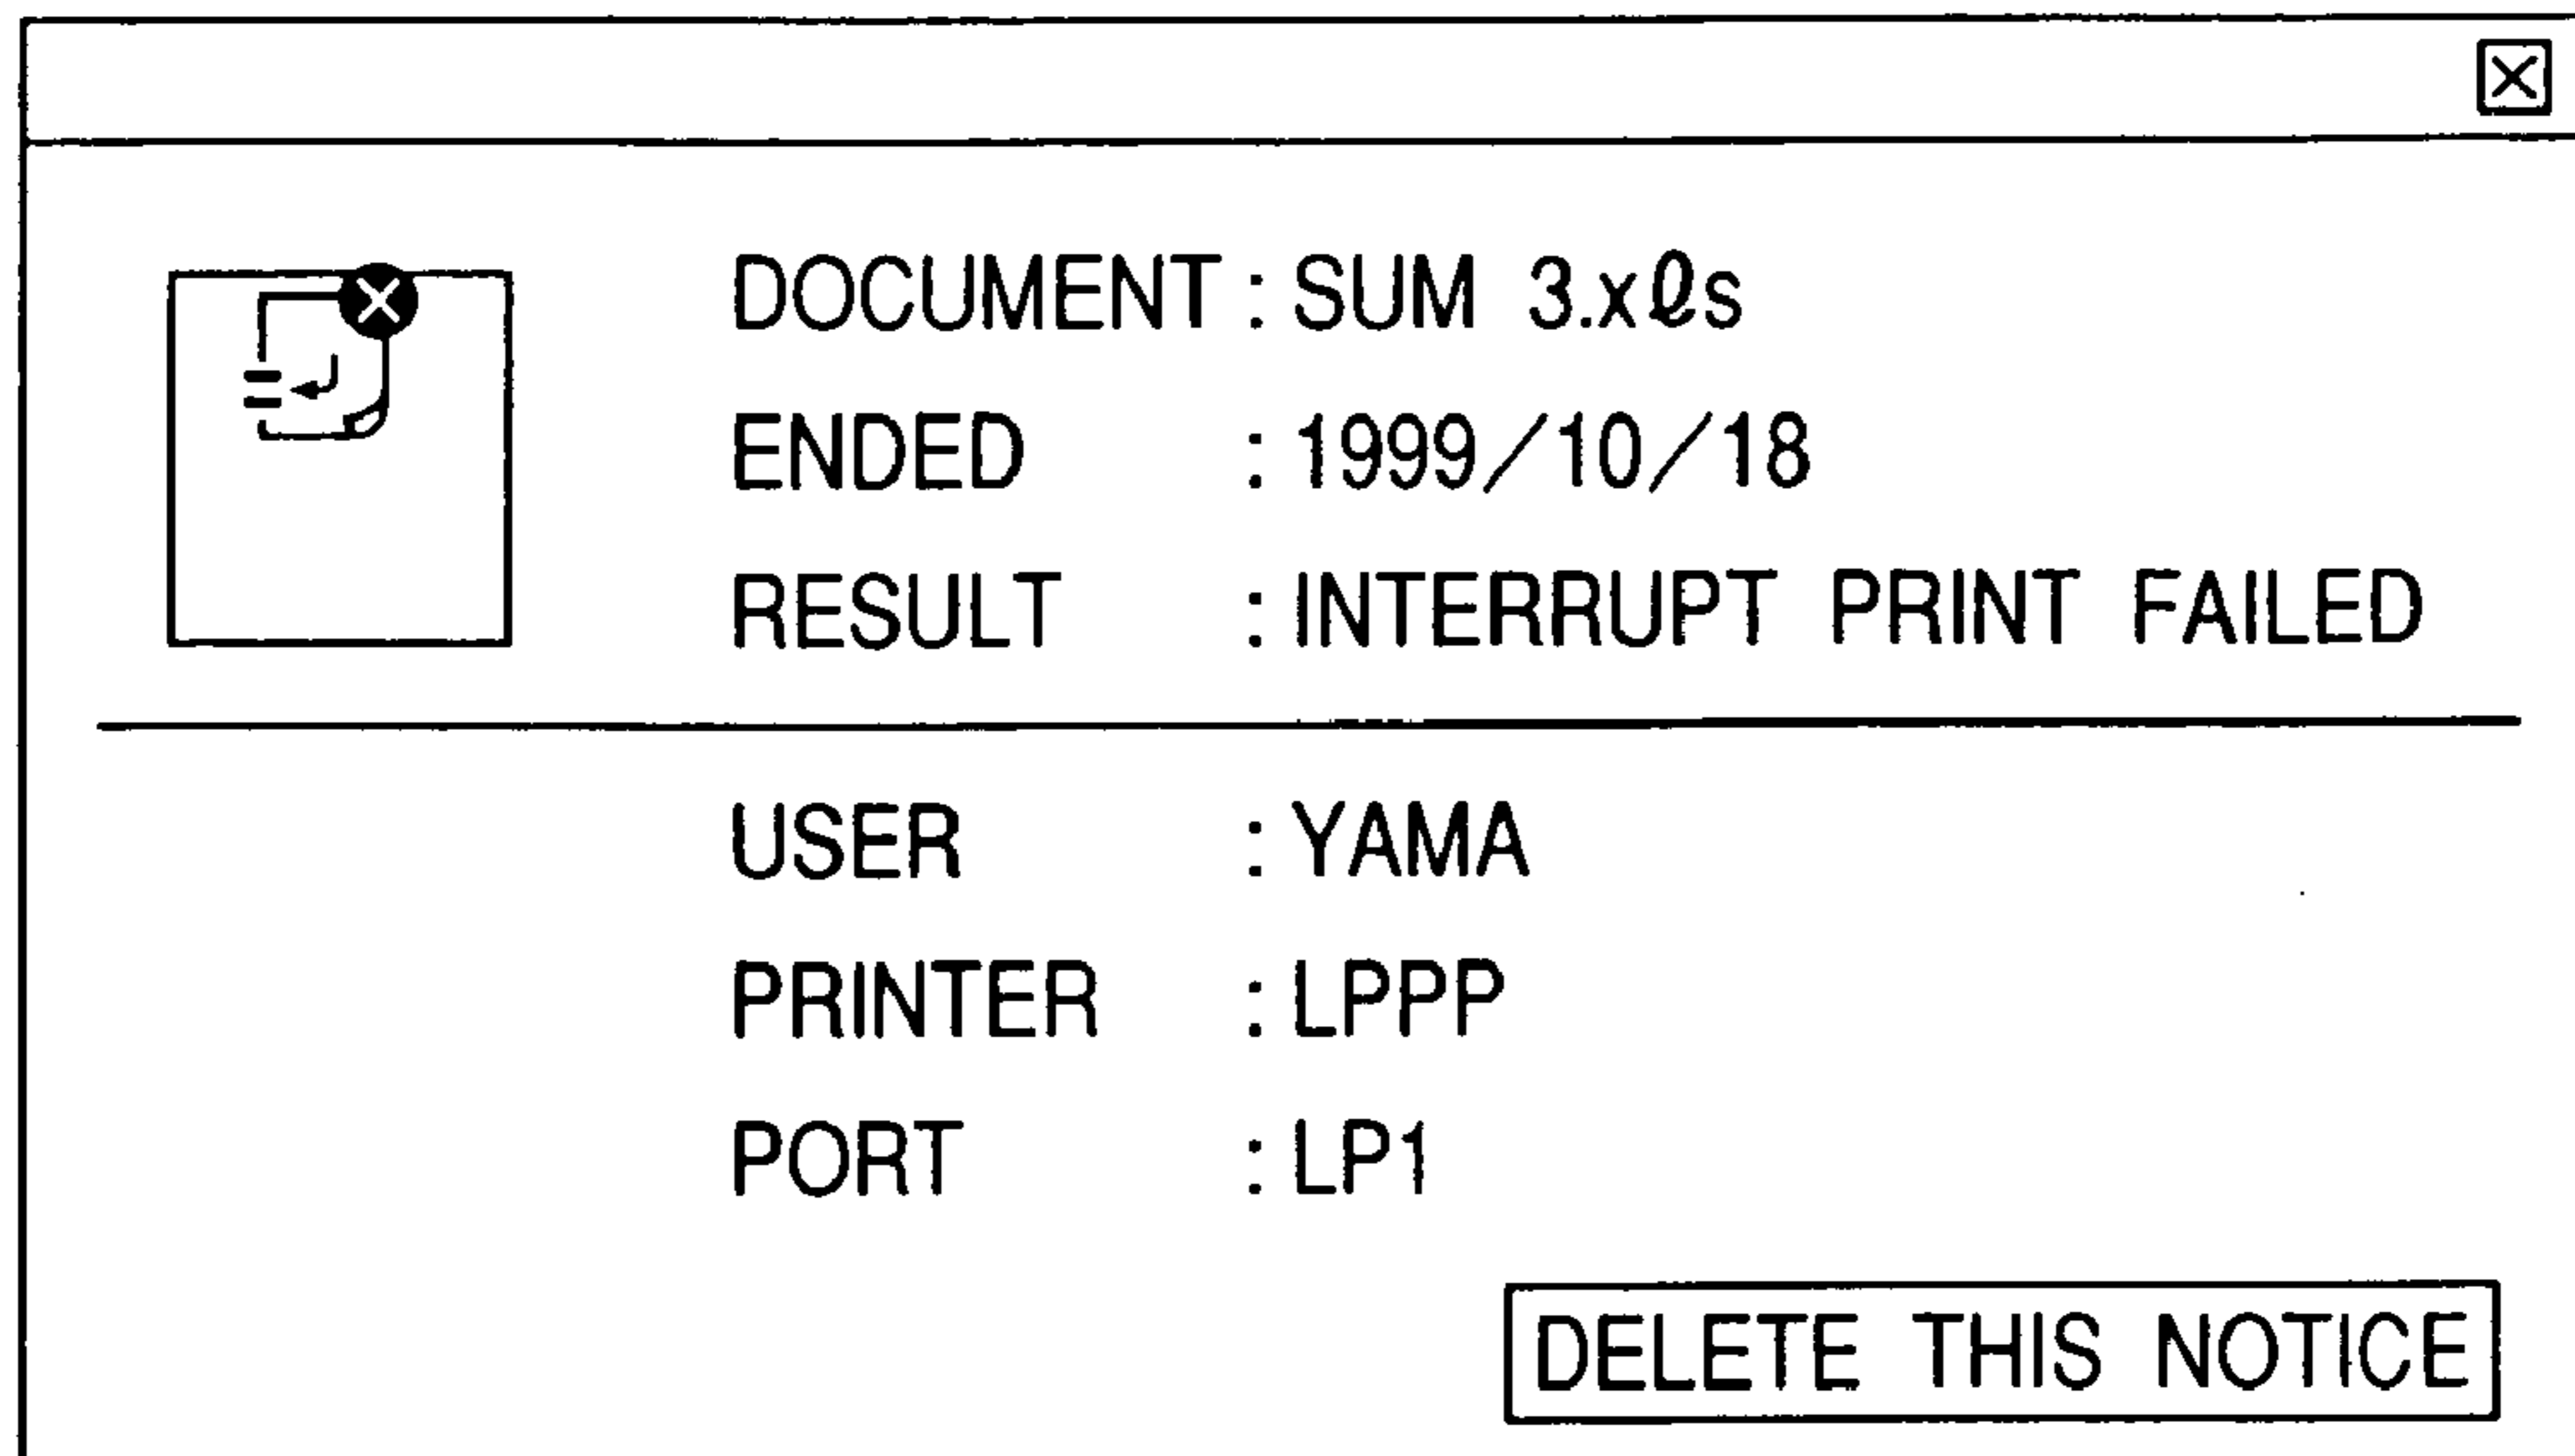 DOCUMENT : SUM 3.xℓs
ENDED : 1999/10/18
RESULT : INTERRUPT PRINT FAILED
USER : YAMA
PRINTER : LPPP
PORT : LP1
DELETE THIS NOTICE